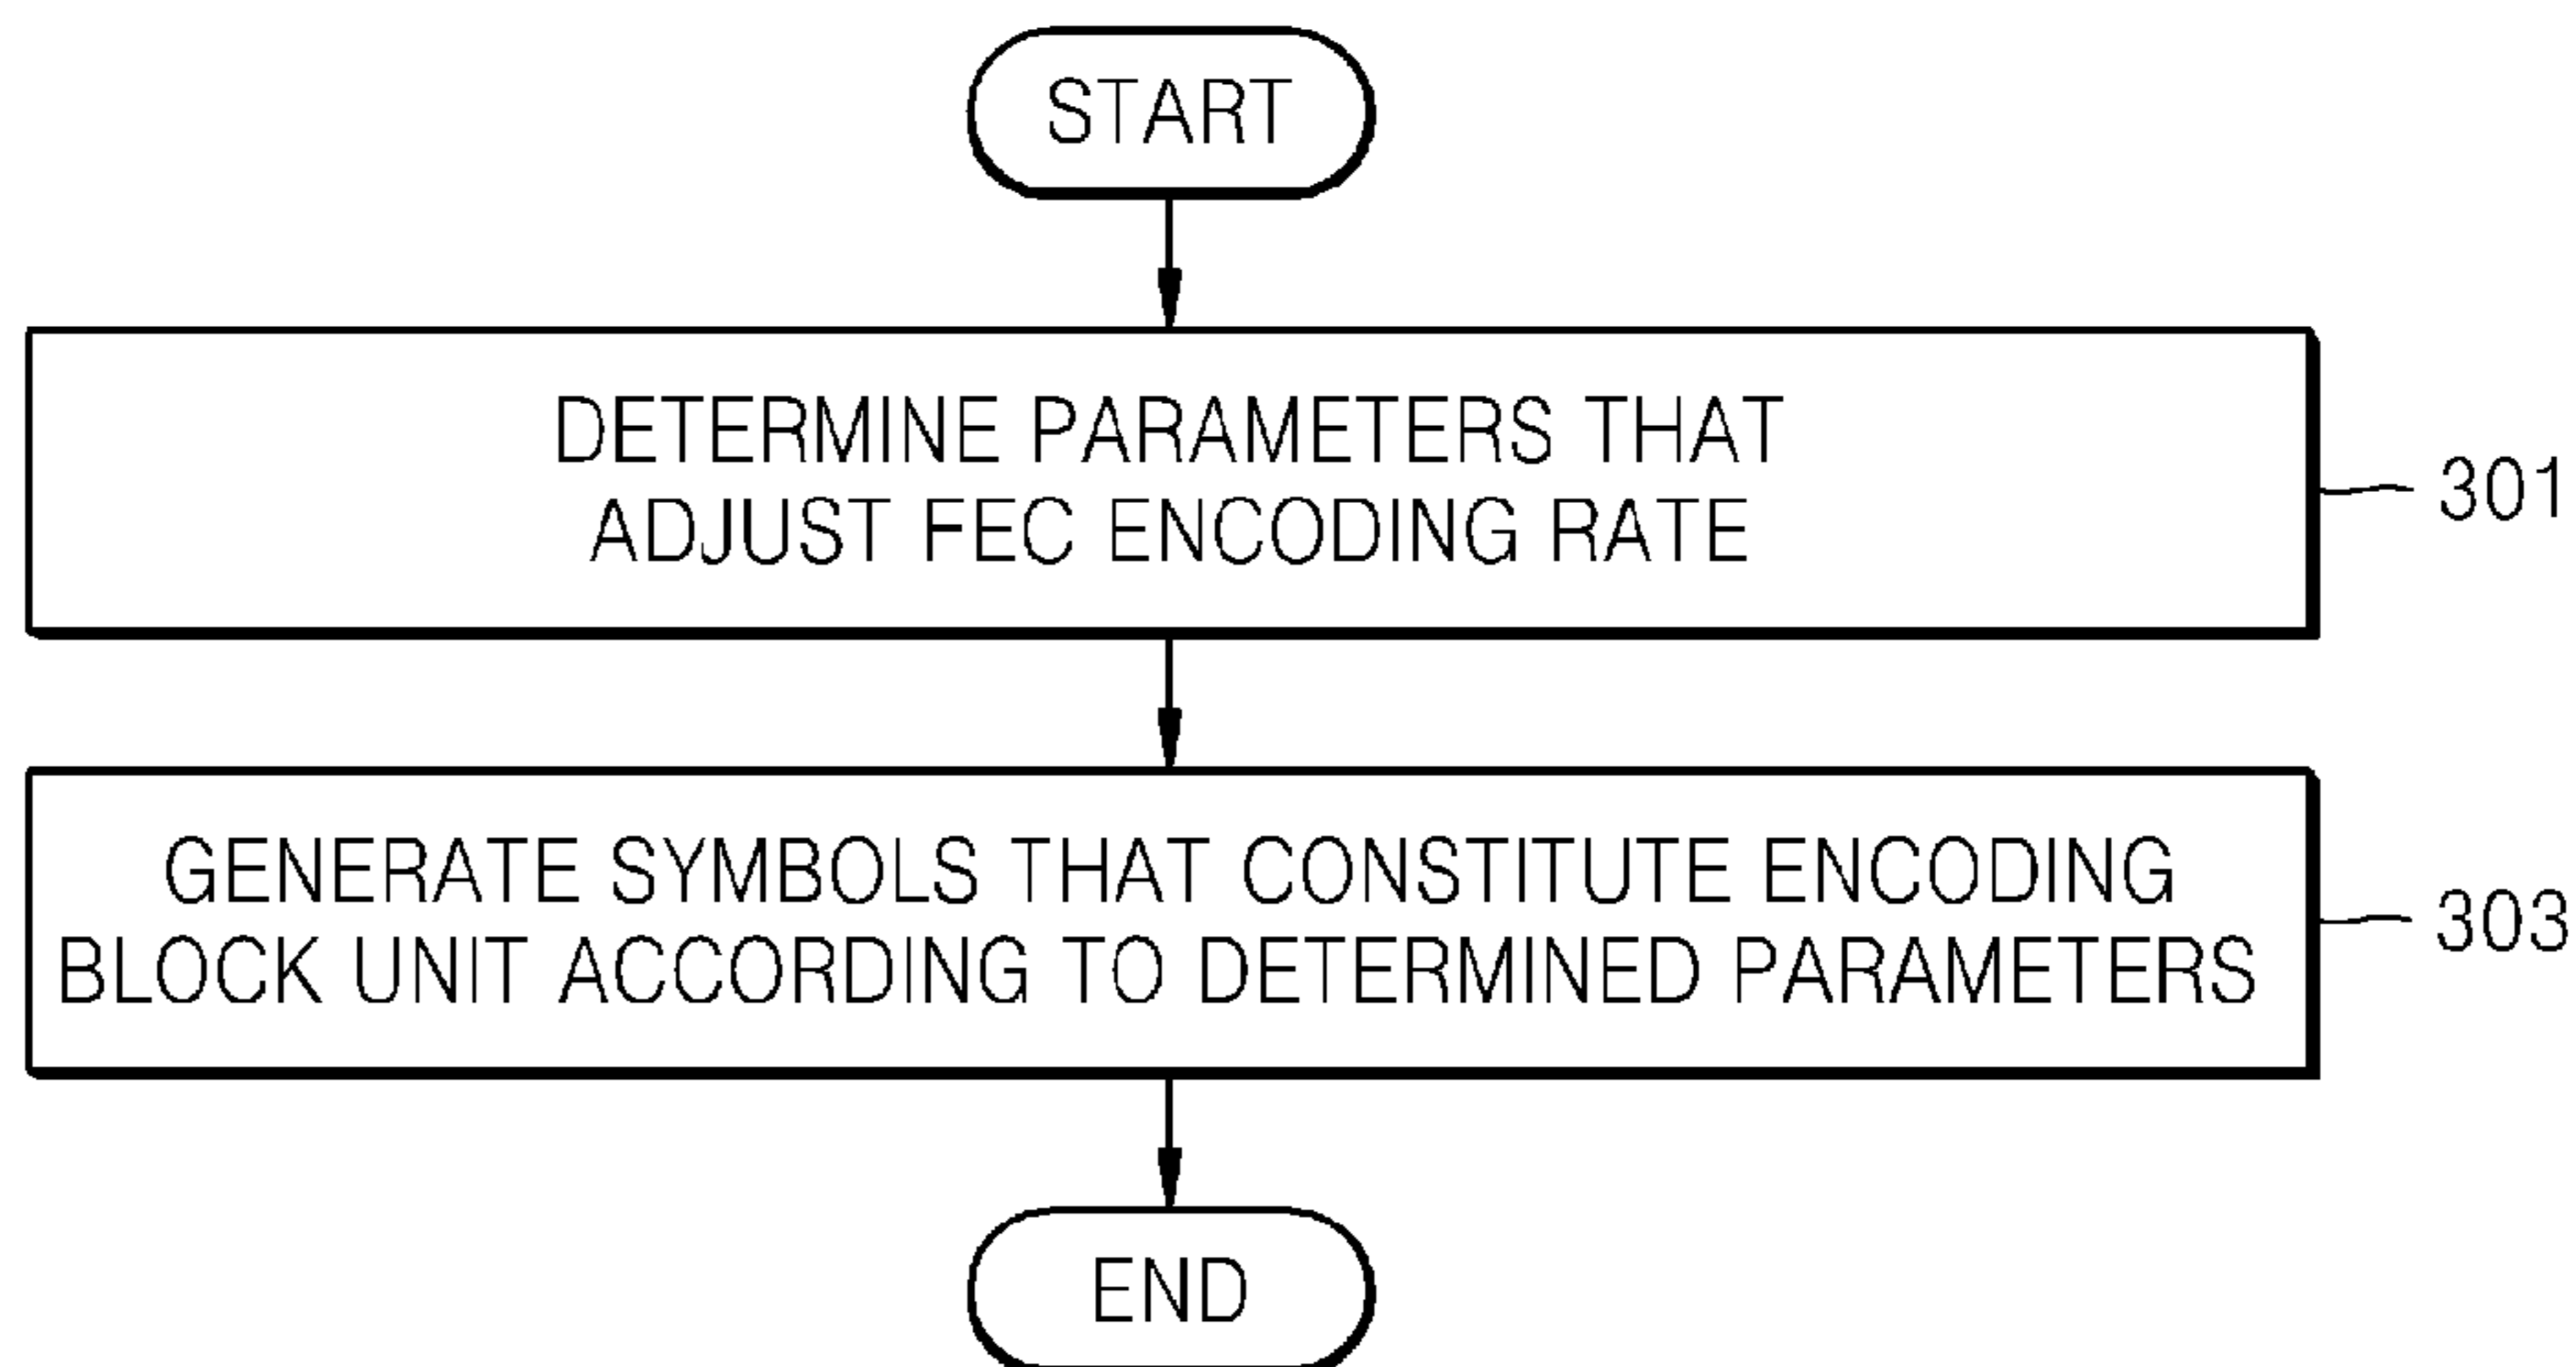 START
DETERMINE PARAMETERS THAT
ADJUST FEC ENCODING RATE
301
GENERATE SYMBOLS THAT CONSTITUTE ENCODING
BLOCK UNIT ACCORDING TO DETERMINED PARAMETERS
303
END